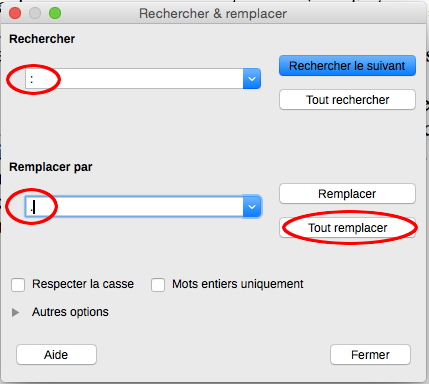 Rechercher & remplacer
Rechercher
:
Rechercher le suivant
Tout rechercher
Remplacer par
.
Remplacer
Tout remplacer
Respecter la casse
Mots entiers uniquement
Autres options
Aide
Fermer